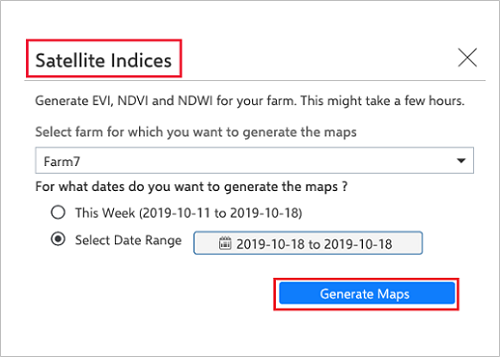 Satellite Indices
Generate EVI, NDVI and NDWI for your farm. This might take a few hours.
Select farm for which you want to generate the maps
Farm7
For what dates do you want to generate the maps ?
This Week (2019-10-11 to 2019-10-18)
Select Date Range 2019-10-18 to 2019-10-18
Generate Maps